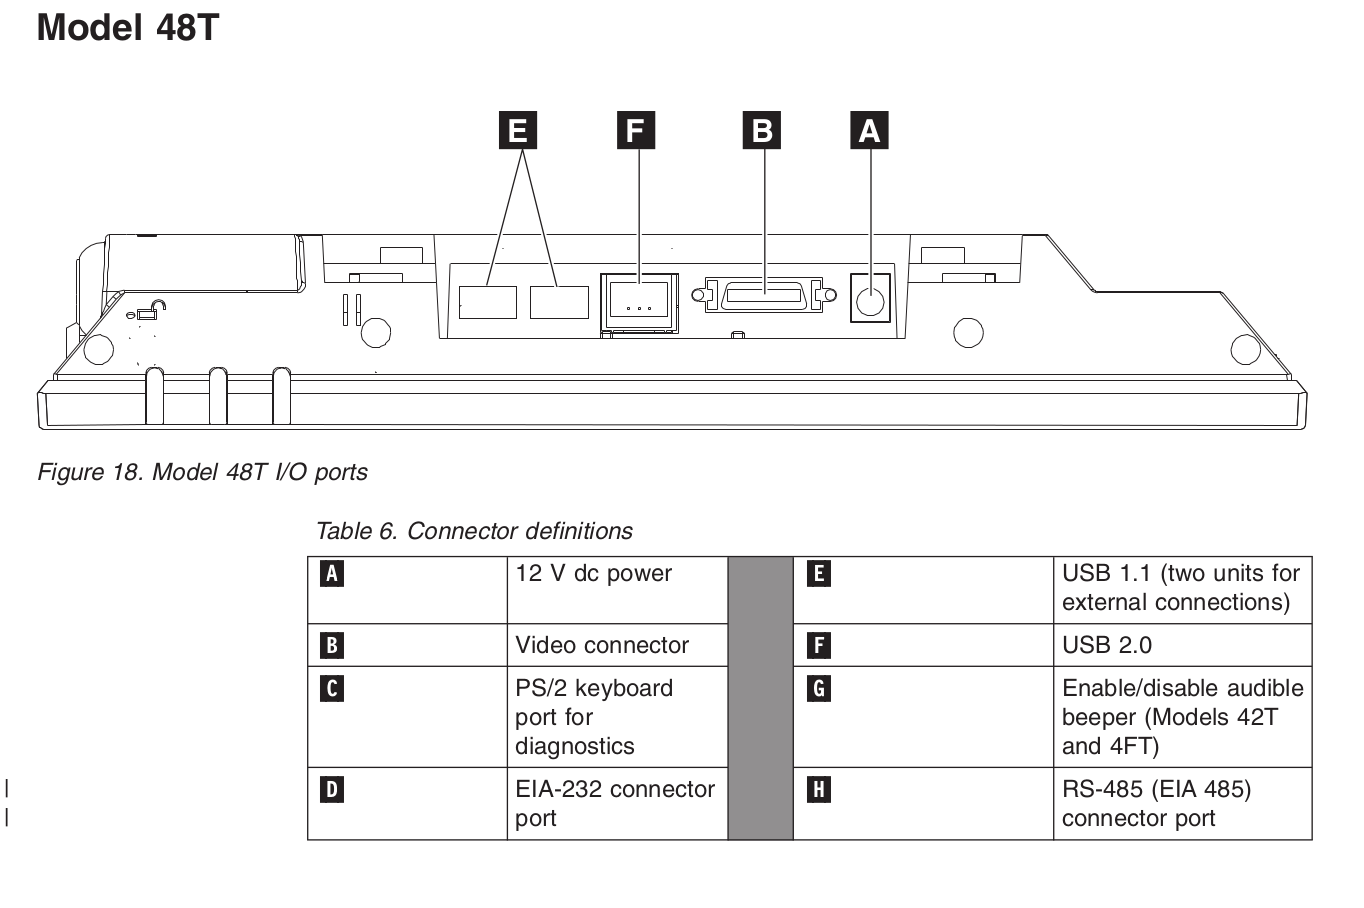 Model 48T
E F B A
Figure 18. Model 48T I/O ports
Table 6. Connector definitions
A 12 V dc power E USB 1.1 (two units for
external connections)
B Video connector F USB 2.0
C PS/2 keyboard G Enable/disable audible
port for beeper (Models 42T
diagnostics and 4FT)
D EIA-232 connector H RS-485 (EIA 485)
port connector port